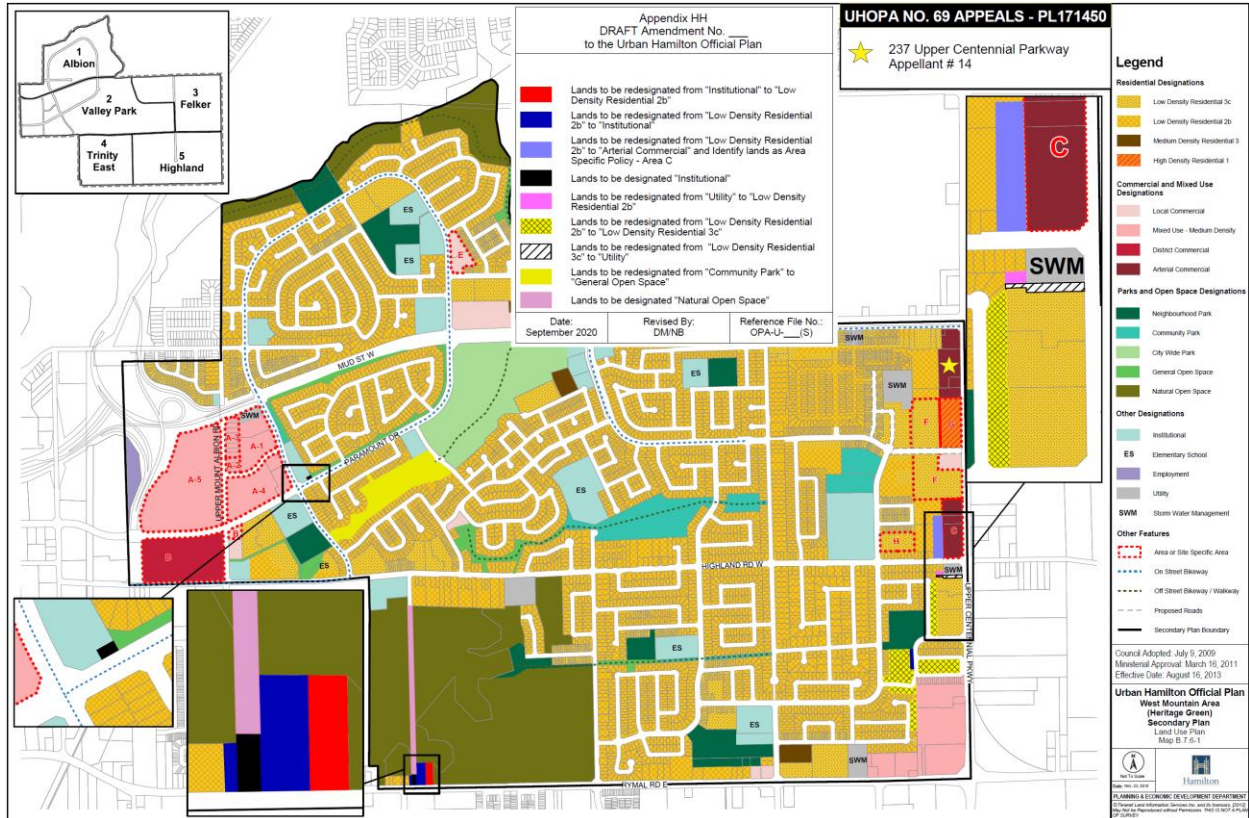 1
Albion
2
Valley Park
3
Felker
4
Trinity
East
5
Highland
Appendix HH
DRAFT Amendment No. ___
to the Urban Hamilton Official Plan
Lands to be redesignated from "Institutional" to "Low
Density Residential 2b"
Lands to be redesignated from "Low Density Residential
2b" to "Institutional"
Lands to be redesignated from "Low Density Residential
2b" to "Arterial Commercial" and Identify lands as Area
Specific Policy - Area C
Lands to be designated "Institutional"
Lands to be redesignated from "Utility" to "Low Density
Residential 2b"
Lands to be redesignated from "Low Density Residential
2b" to "Low Density Residential 3c"
Lands to be redesignated from "Low Density Residential
3c" to "Utility"
Lands to be redesignated from "Community Park" to
"General Open Space"
Lands to be designated "Natural Open Space"
Date:
September 2020
Revised By:
DM/NB
Reference File No.:
OPA-U-___(S)
UHOPA NO. 69 APPEALS - PL171450
237 Upper Centennial Parkway
Appellant # 14
C
SWM
ES
ES
E
MUD ST W
SWM
A-1
A-5
A-4
UPPER MOUNT ALBION RD
PARAMOUNT DR
B
D
ES
ES
ES
ES
SWM
SWM
F
F
H
SWM
HIGHLAND RD W
UPPER CENTENNIAL PKWY
ES
ES
SWM
RYMAL RD E
Legend
Residential Designations
Low Density Residential 3c
Low Density Residential 2b
Medium Density Residential 3
High Density Residential 1
Commercial and Mixed Use
Designations
Local Commercial
Mixed Use - Medium Density
District Commercial
Arterial Commercial
Parks and Open Space Designations
Neighbourhood Park
Community Park
City Wide Park
General Open Space
Natural Open Space
Other Designations
Institutional
ES Elementary School
Employment
Utility
SWM Storm Water Management
Other Features
Area or Site Specific Area
On Street Bikeway
Off Street Bikeway / Walkway
Proposed Roads
Secondary Plan Boundary
Council Adopted: July 9, 2009
Ministerial Approval: March 16, 2011
Effective Date: August 16, 2013
Urban Hamilton Official Plan
West Mountain Area
(Heritage Green)
Secondary Plan
Land Use Plan
Map B.7.6-1
N
Not To Scale
Hamilton
PLANNING & ECONOMIC DEVELOPMENT DEPARTMENT